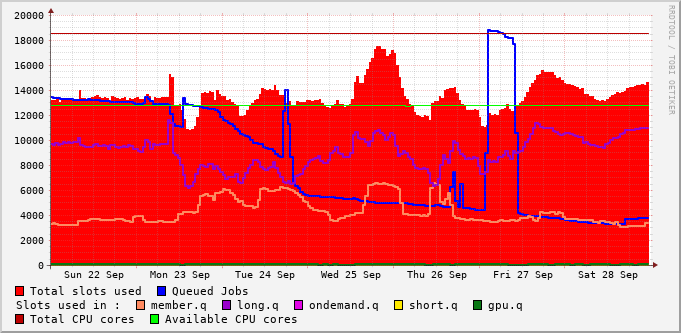 20000
18000
16000
14000
12000
10000
8000
6000
4000
2000
0
Sun 22 Sep Mon 23 Sep Tue 24 Sep Wed 25 Sep Thu 26 Sep Fri 27 Sep Sat 28 Sep
RRDTOOL / TOBI OETIKER
Total slots used Queued Jobs
Slots used in : member.q long.q ondemand.q short.q gpu.q
Total CPU cores Available CPU cores